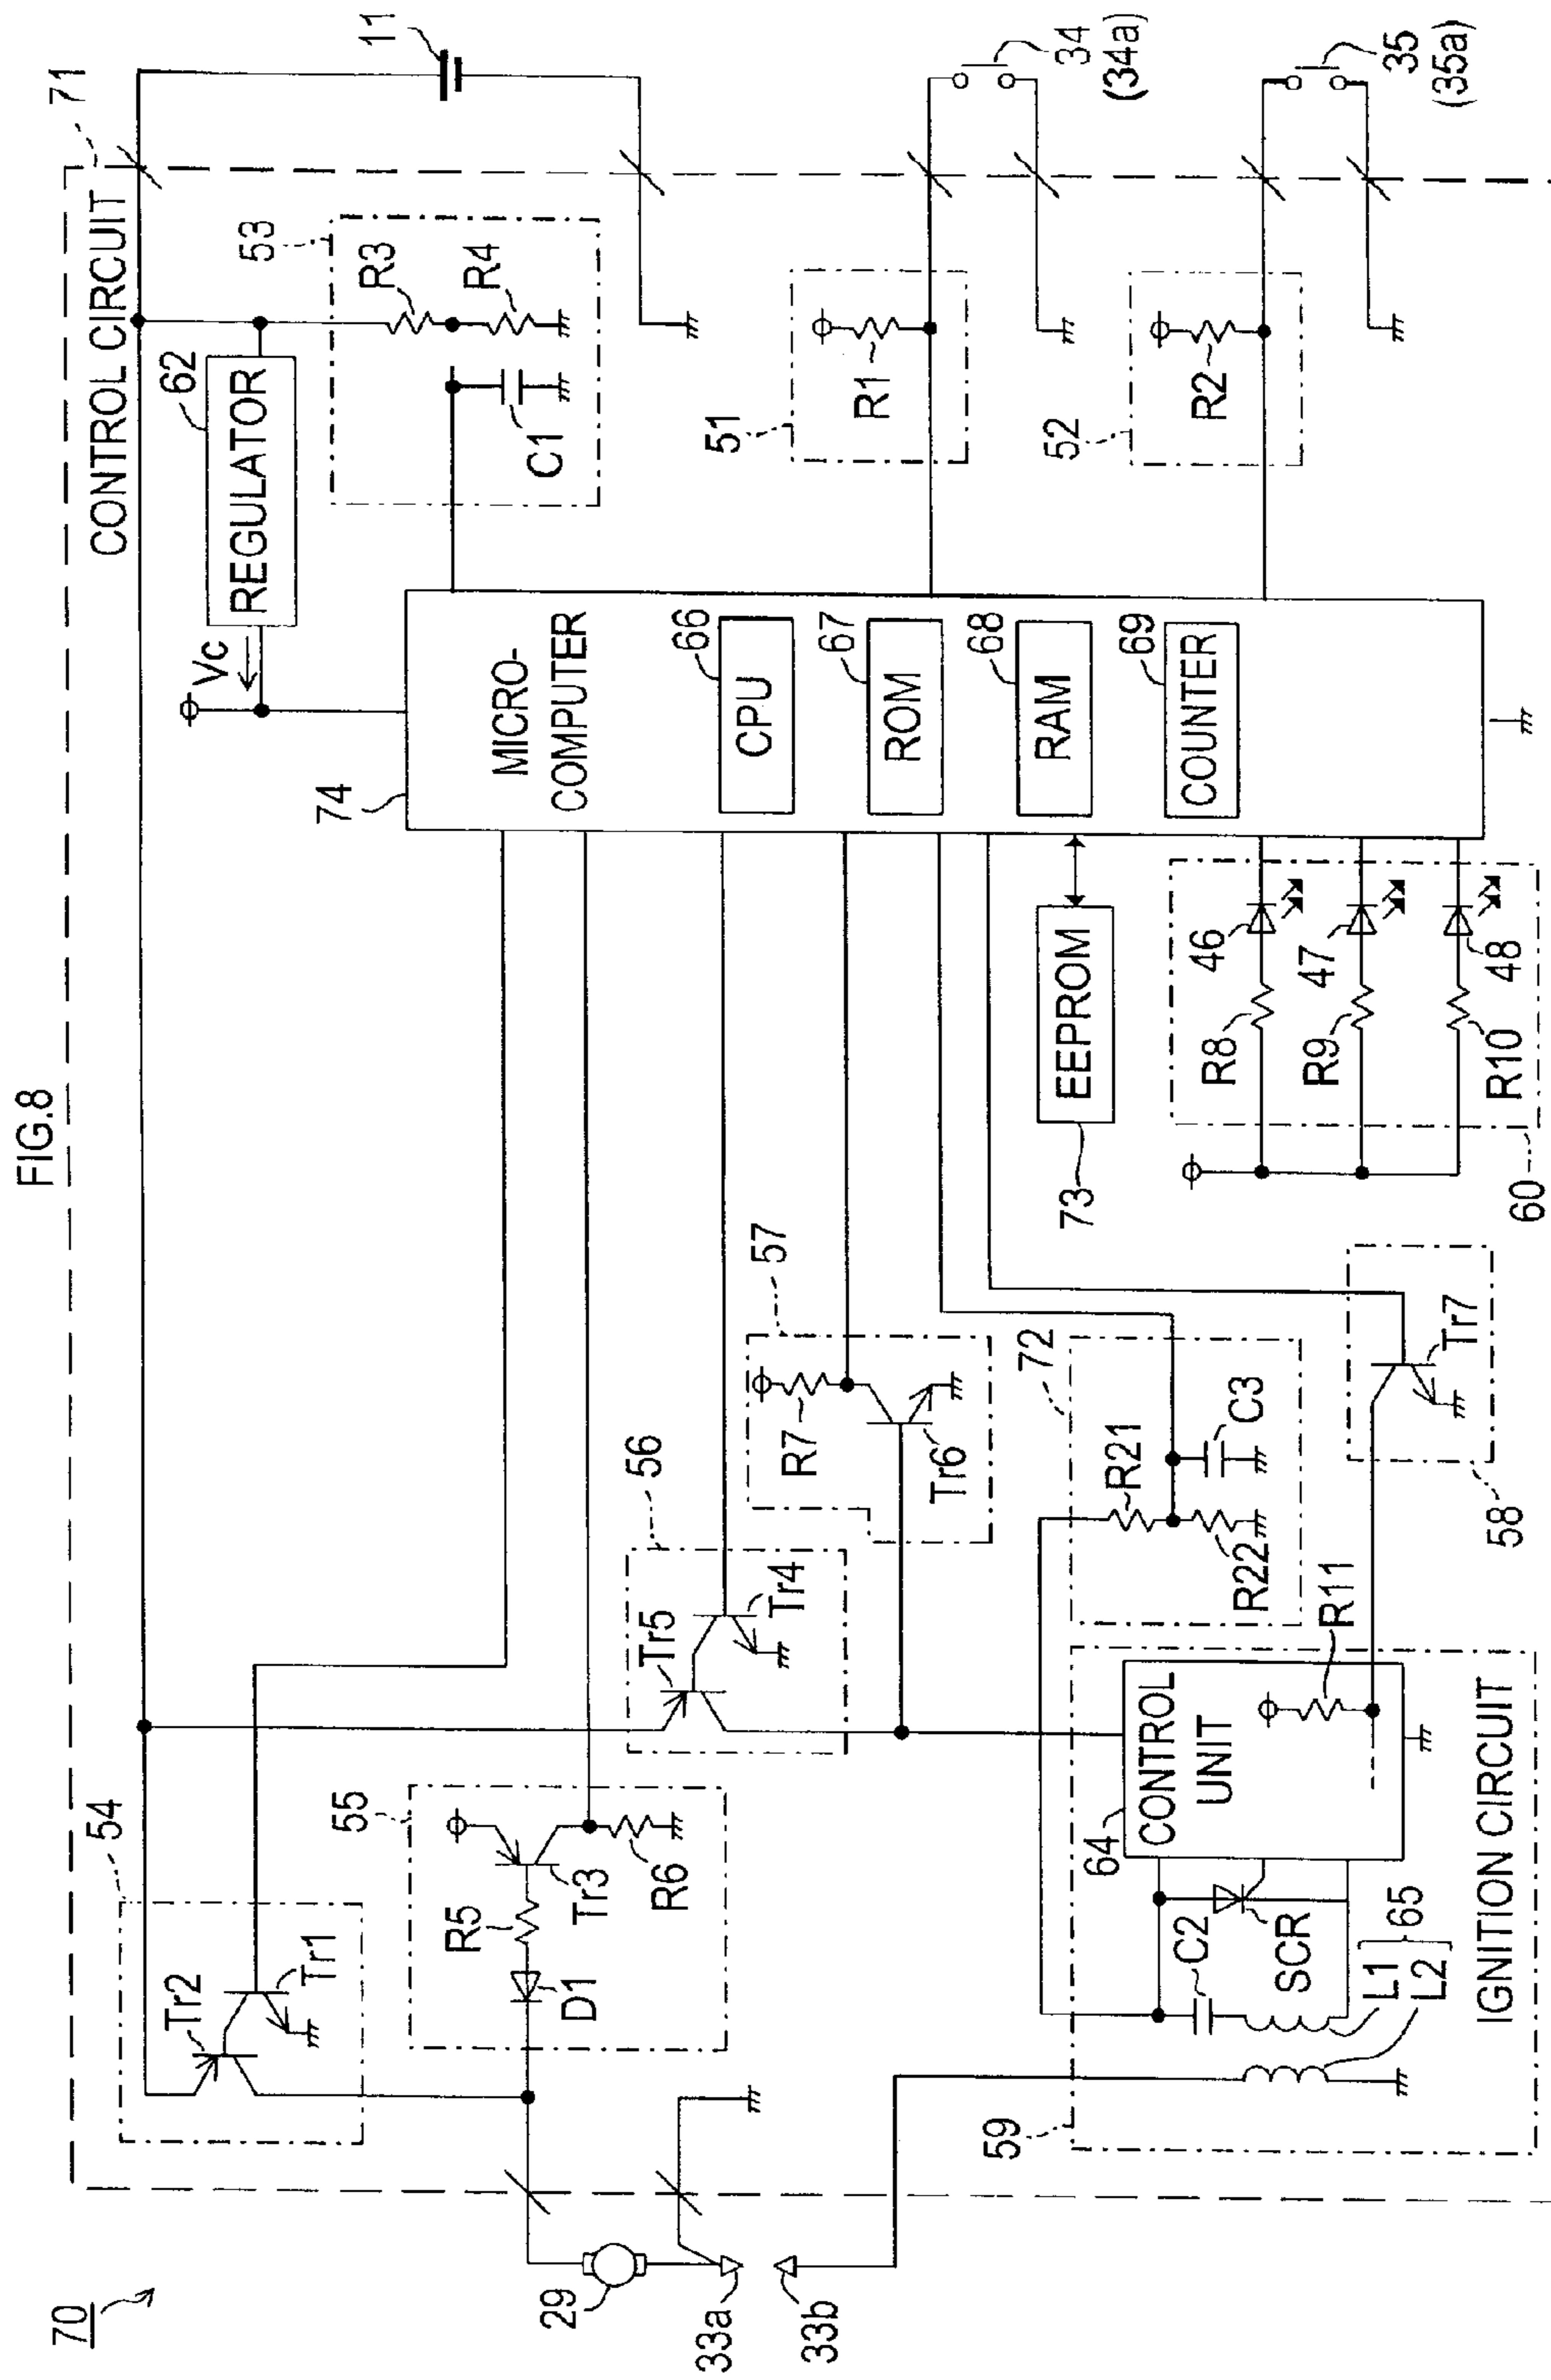 FIG.8
70
CONTROL CIRCUIT
71
11
54
Tr2
Tr1
REGULATOR
62
Vc
53
R3
R4
C1
55
R5
D1
Tr3
R6
29
33a
33b
56
Tr5
Tr4
57
R7
Tr6
74
MICRO-
COMPUTER
66
CPU
67
ROM
68
RAM
69
COUNTER
51
R1
34
(34a)
52
R2
35
(35a)
72
R21
R22
C3
EEPROM
73
46
R8
47
R9
48
R10
60
Tr7
58
59
64
CONTROL
UNIT
R11
C2
SCR
L1
L2
65
IGNITION CIRCUIT